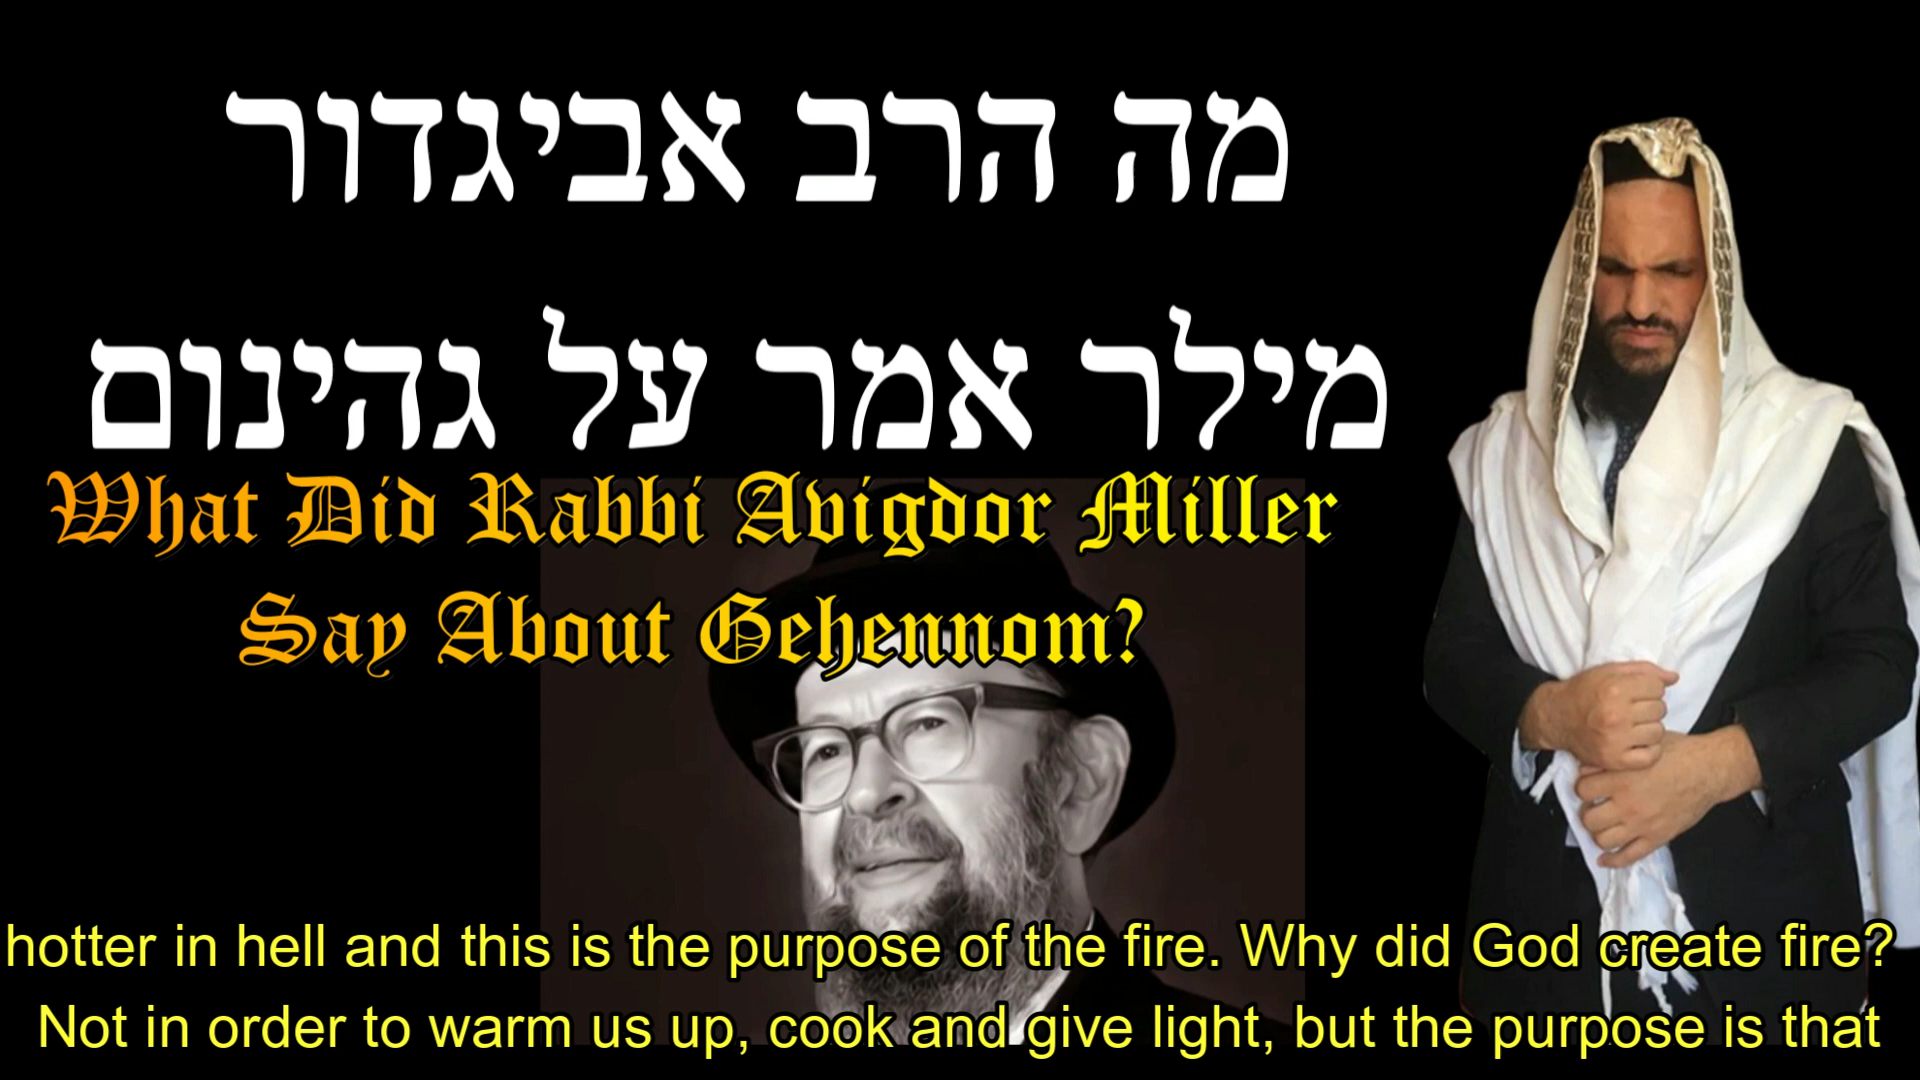 מה הרב אביגדור
מילר אמר על גהינום
What Did Rabbi Avigdor Miller
Say About Gehennom?
hotter in hell and this is the purpose of the fire. Why did God create fire?
Not in order to warm us up, cook and give light, but the purpose is that